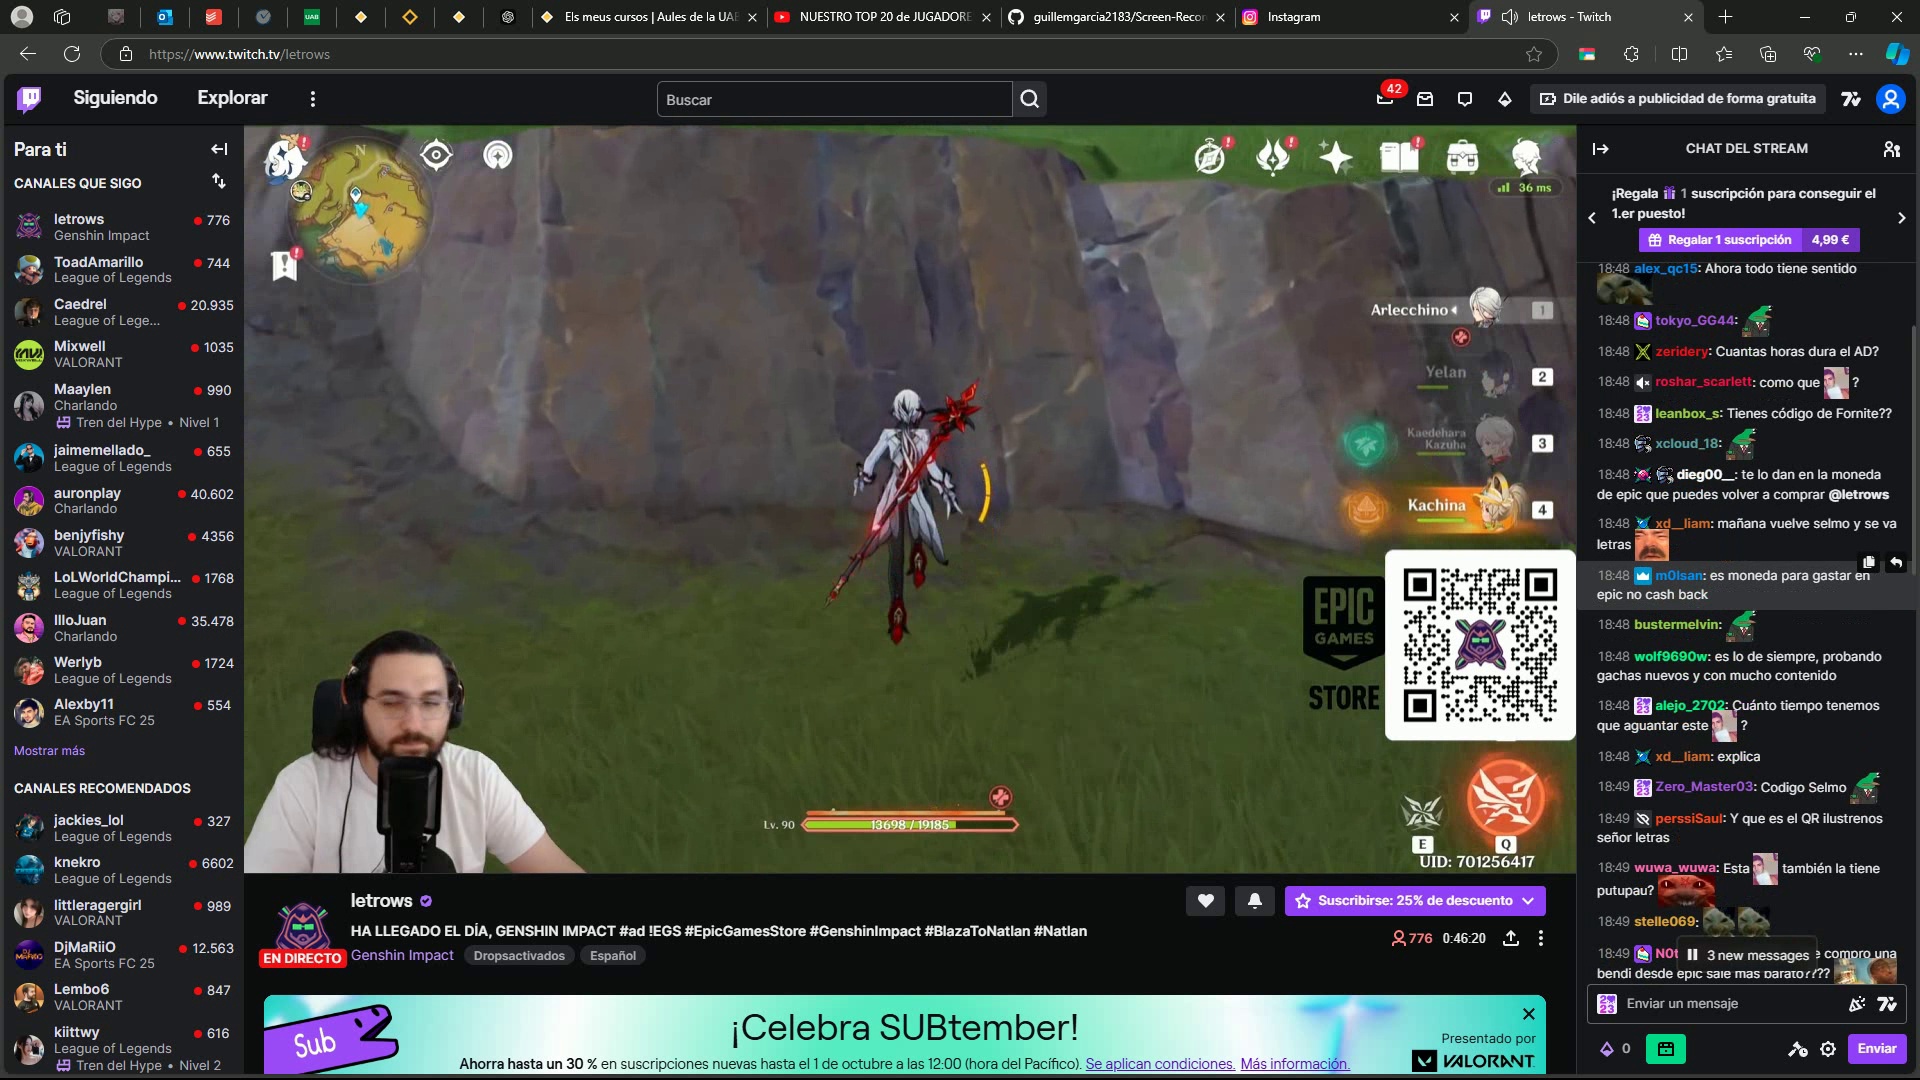 Els meus cursos | Aules de la UAB
NUESTRO TOP 20 de JUGADORE
guillemgarcia2183/Screen-Recor
Instagram
letrows - Twitch
https://www.twitch.tv/letrows
Siguiendo
Explorar
Buscar
42
Dile adiós a publicidad de forma gratuita
Para ti
CANALES QUE SIGO
letrows
776
Genshin Impact
ToadAmarillo
744
League of Legends
Caedrel
20.935
League of Lege...
Mixwell
1035
VALORANT
Maaylen
990
Charlando
Tren del Hype • Nivel 1
jaimemellado_
655
League of Legends
auronplay
40.602
Charlando
benjyfishy
4356
VALORANT
LoLWorldChampi...
1768
League of Legends
IlloJuan
35.478
Charlando
Werlyb
1724
League of Legends
Alexby11
554
EA Sports FC 25
Mostrar más
CANALES RECOMENDADOS
jackies_lol
327
League of Legends
knekro
6602
League of Legends
littleragergirl
989
VALORANT
DjMaRiiO
12.563
EA Sports FC 25
Lembo6
847
VALORANT
kiittwy
616
League of Legends
Tren del Hype • Nivel 2
N
36 ms
Arlecchino
1
Yelan
2
Kaedehara
Kazuha
3
Kachina
4
EPIC
GAMES
STORE
Lv. 90
13698 / 19185
E
Q
UID: 701256417
letrows
HA LLEGADO EL DÍA, GENSHIN IMPACT #ad !EGS #EpicGamesStore #GenshinImpact #BlazaToNatlan #Natlan
EN DIRECTO
Genshin Impact
Dropsactivados
Español
Suscribirse: 25% de descuento
776
0:46:20
Sub
¡Celebra SUBtember!
Ahorra hasta un 30 % en suscripciones nuevas hasta el 1 de octubre a las 12:00 (hora del Pacífico). Se aplican condiciones. Más información.
Presentado por
VALORANT
CHAT DEL STREAM
¡Regala 1 suscripción para conseguir el
1.er puesto!
Regalar 1 suscripción
4,99 €
18:48 alex_qc15: Ahora todo tiene sentido
18:48 tokyo_GG44:
18:48 zeridery: Cuantas horas dura el AD?
18:48 roshar_scarlett: como que ?
18:48 leanbox_s: Tienes código de Fornite??
18:48 xcloud_18:
18:48 dieg00__: te lo dan en la moneda
de epic que puedes volver a comprar @letrows
18:48 xd__liam: mañana vuelve selmo y se va
letras
18:48 m0lsan: es moneda para gastar en
epic no cash back
18:48 bustermelvin:
18:48 wolf9690w: es lo de siempre, probando
gachas nuevos y con mucho contenido
18:48 alejo_2702: Cuánto tiempo tenemos
que aguantar este ?
18:48 xd__liam: explica
18:49 Zero_Master03: Codigo Selmo
18:49 perssiSaul: Y que es el QR ilustrenos
señor letras
18:49 wuwa_wuwa: Esta también la tiene
putupau?
18:49 stelle069:
18:49 N0t
3 new messages
compro una
bendi desde epic sale mas barato????
Enviar un mensaje
0
Enviar